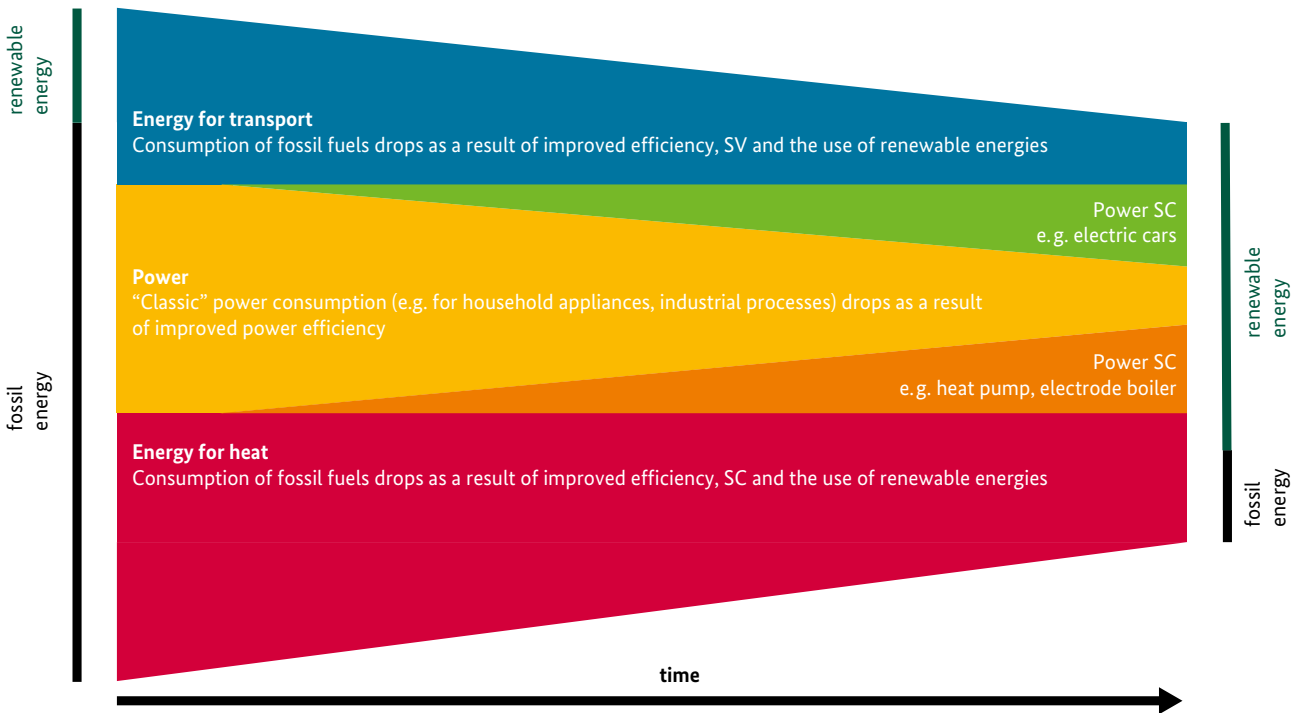 renewable
energy
fossil
energy
Energy for transport
Consumption of fossil fuels drops as a result of improved efficiency, SV and the use of renewable energies
Power SC
e.g. electric cars
Power
“Classic” power consumption (e.g. for household appliances, industrial processes) drops as a result
of improved power efficiency
Power SC
e.g. heat pump, electrode boiler
Energy for heat
Consumption of fossil fuels drops as a result of improved efficiency, SC and the use of renewable energies
renewable
energy
fossil
energy
time